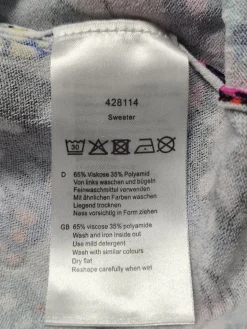 428114
Sweater
30
D 65% Viskose 35% Polyamid
Von links waschen und bügeln
Feinwaschmittel verwenden
Mit ähnlichen Farben waschen
Liegend trocknen
Nass vorsichtig in Form ziehen
GB 65% viscose 35% polyamide
Wash and iron inside out
Use mild detergent
Wash with similar colours
Dry flat
Reshape carefully when wet